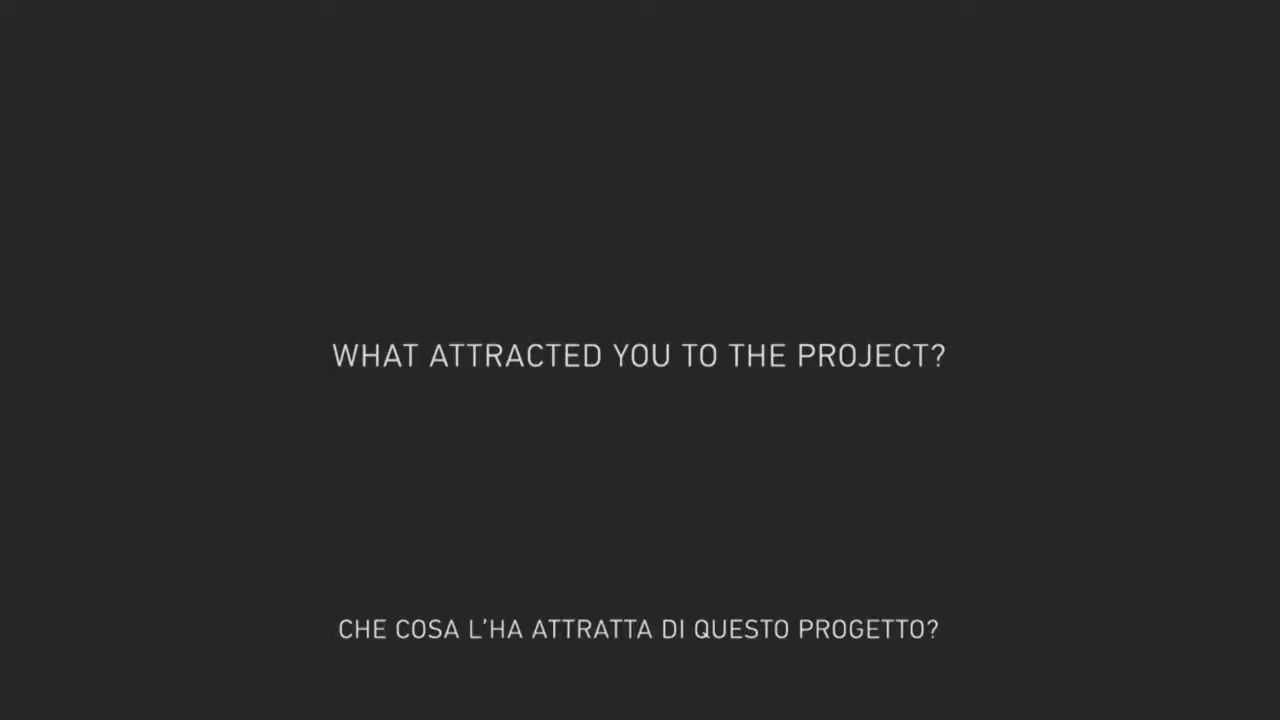 WHAT ATTRACTED YOU TO THE PROJECT?
CHE COSA L'HA ATTRATTA DI QUESTO PROGETTO?